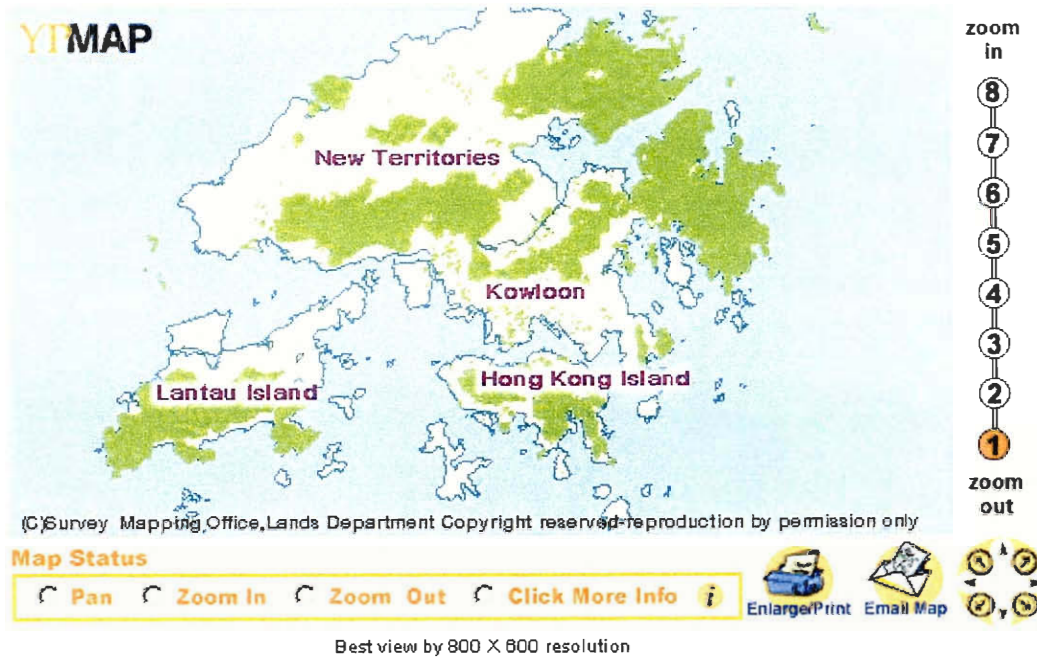 YPMAP
zoom
in
8
7
New Territories
6
5
Kowloon
4
3
Hong Kong Island
Lantau Island
2
1
zoom
out
(C)Survey Mapping Office,Lands Department Copyright reserved-reproduction by permission only
Map Status
Pan Zoom In Zoom Out Click More Info i
Enlarge/Print Email Map
Best view by 800 X 600 resolution